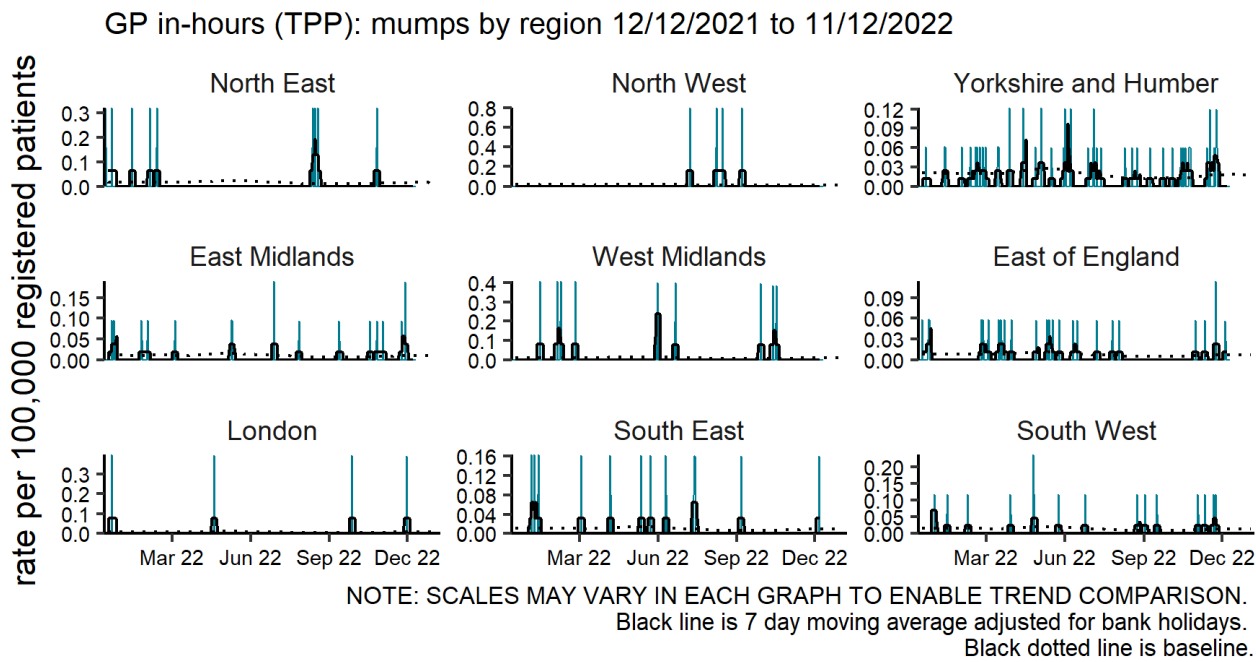 GP in-hours (TPP): mumps by region 12/12/2021 to 11/12/2022
rate per 100,000 registered patients
North East
0.3
0.2
0.1
0.0
North West
0.8
0.6
0.4
0.2
0.0
Yorkshire and Humber
0.12
0.09
0.06
0.03
0.00
East Midlands
0.15
0.10
0.05
0.00
West Midlands
0.4
0.3
0.2
0.1
0.0
East of England
0.09
0.06
0.03
0.00
London
0.3
0.2
0.1
0.0
Mar 22 Jun 22 Sep 22 Dec 22
South East
0.16
0.12
0.08
0.04
0.00
Mar 22 Jun 22 Sep 22 Dec 22
South West
0.20
0.15
0.10
0.05
0.00
Mar 22 Jun 22 Sep 22 Dec 22
NOTE: SCALES MAY VARY IN EACH GRAPH TO ENABLE TREND COMPARISON.
Black line is 7 day moving average adjusted for bank holidays.
Black dotted line is baseline.